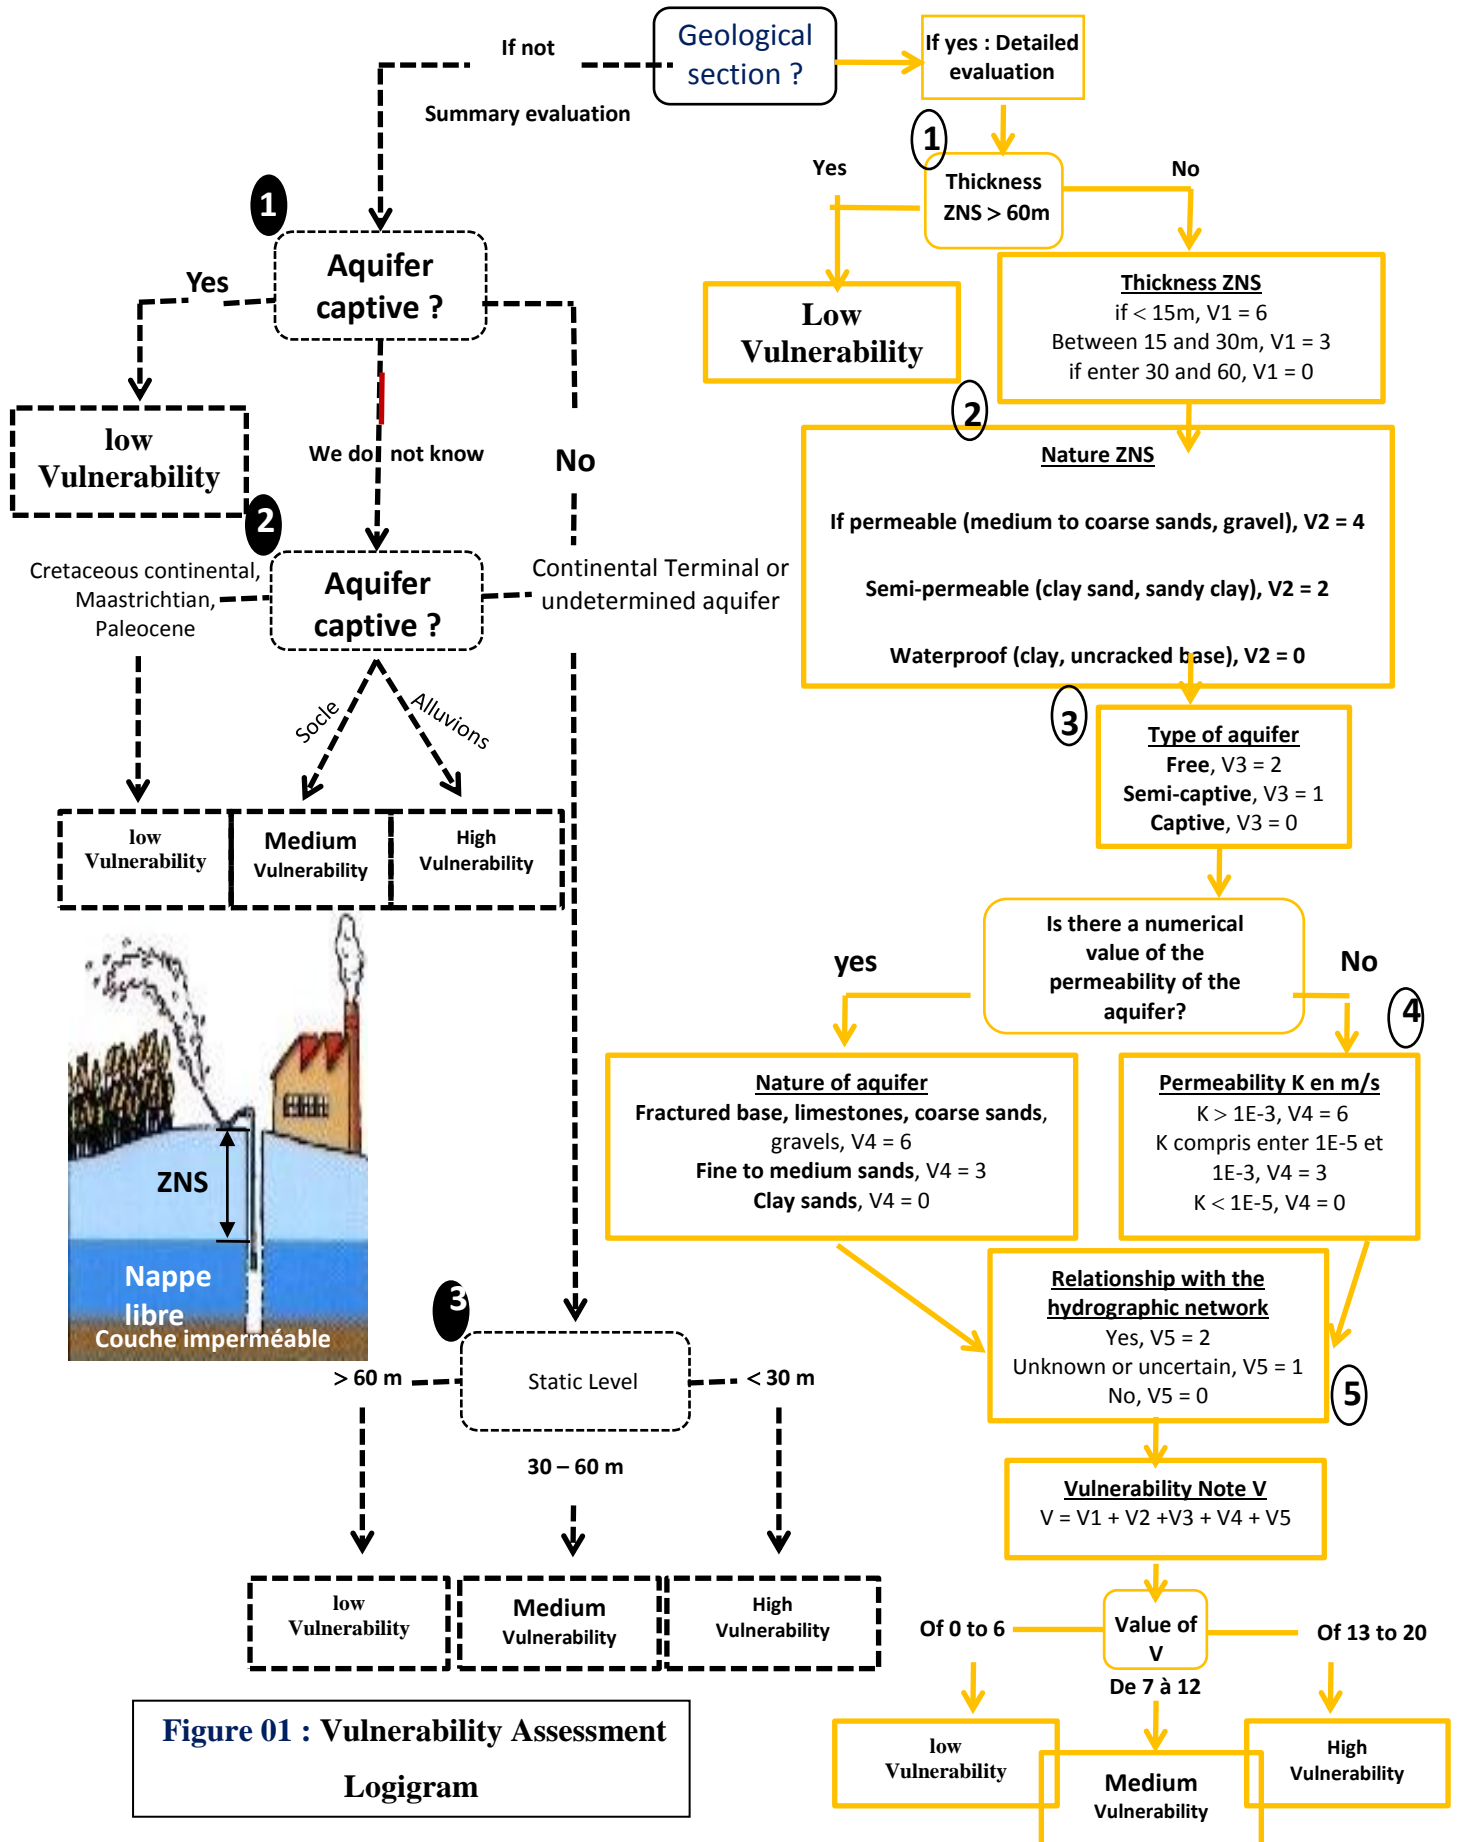 Geological
section ?
If not
Summary evaluation
If yes : Detailed
evaluation
1
Aquifer
captive ?
Yes
low
Vulnerability
We do not know
No
2
Aquifer
captive ?
Cretaceous continental,
Maastrichtian,
Paleocene
Continental Terminal or
undetermined aquifer
Socle
Alluvions
low
Vulnerability
Medium
Vulnerability
High
Vulnerability
ZNS
Nappe
libre
Couche imperméable
3
Static Level
> 60 m
< 30 m
30 – 60 m
low
Vulnerability
Medium
Vulnerability
High
Vulnerability
Figure 01 : Vulnerability Assessment
Logigram
1
Thickness
ZNS > 60m
Yes
No
Low
Vulnerability
Thickness ZNS
if < 15m, V1 = 6
Between 15 and 30m, V1 = 3
if enter 30 and 60, V1 = 0
2
Nature ZNS
If permeable (medium to coarse sands, gravel), V2 = 4
Semi-permeable (clay sand, sandy clay), V2 = 2
Waterproof (clay, uncracked base), V2 = 0
3
Type of aquifer
Free, V3 = 2
Semi-captive, V3 = 1
Captive, V3 = 0
Is there a numerical
value of the
permeability of the
aquifer?
yes
No
4
Nature of aquifer
Fractured base, limestones, coarse sands,
gravels, V4 = 6
Fine to medium sands, V4 = 3
Clay sands, V4 = 0
Permeability K en m/s
K > 1E-3, V4 = 6
K compris enter 1E-5 et
1E-3, V4 = 3
K < 1E-5, V4 = 0
Relationship with the
hydrographic network
Yes, V5 = 2
Unknown or uncertain, V5 = 1
No, V5 = 0
5
Vulnerability Note V
V = V1 + V2 +V3 + V4 + V5
Value of
V
Of 0 to 6
De 7 à 12
Of 13 to 20
low
Vulnerability
Medium
Vulnerability
High
Vulnerability